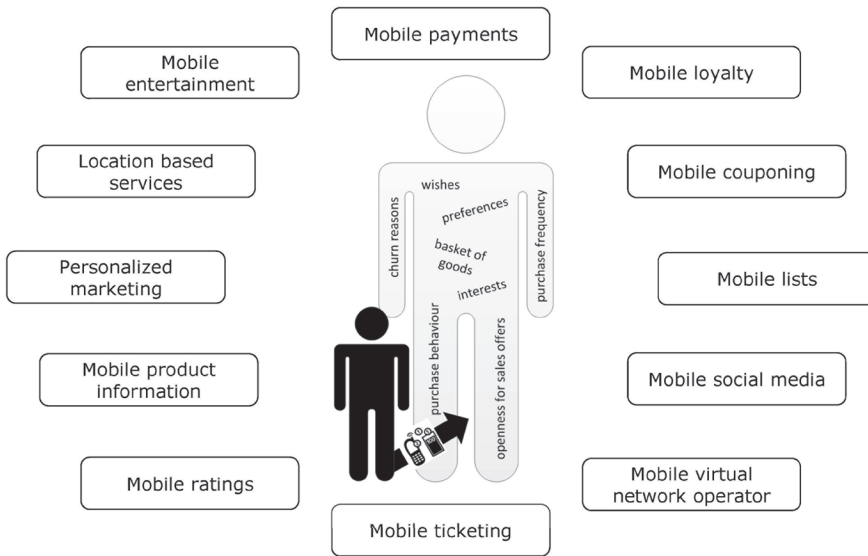 Mobile payments
Mobile
entertainment
Mobile loyalty
Location based
services
Mobile couponing
Personalized
marketing
Mobile lists
Mobile product
information
Mobile social media
Mobile ratings
Mobile virtual
network operator
Mobile ticketing
wishes
preferences
churn reasons
purchase frequency
basket of
goods
interests
purchase behaviour
openness for sales offers